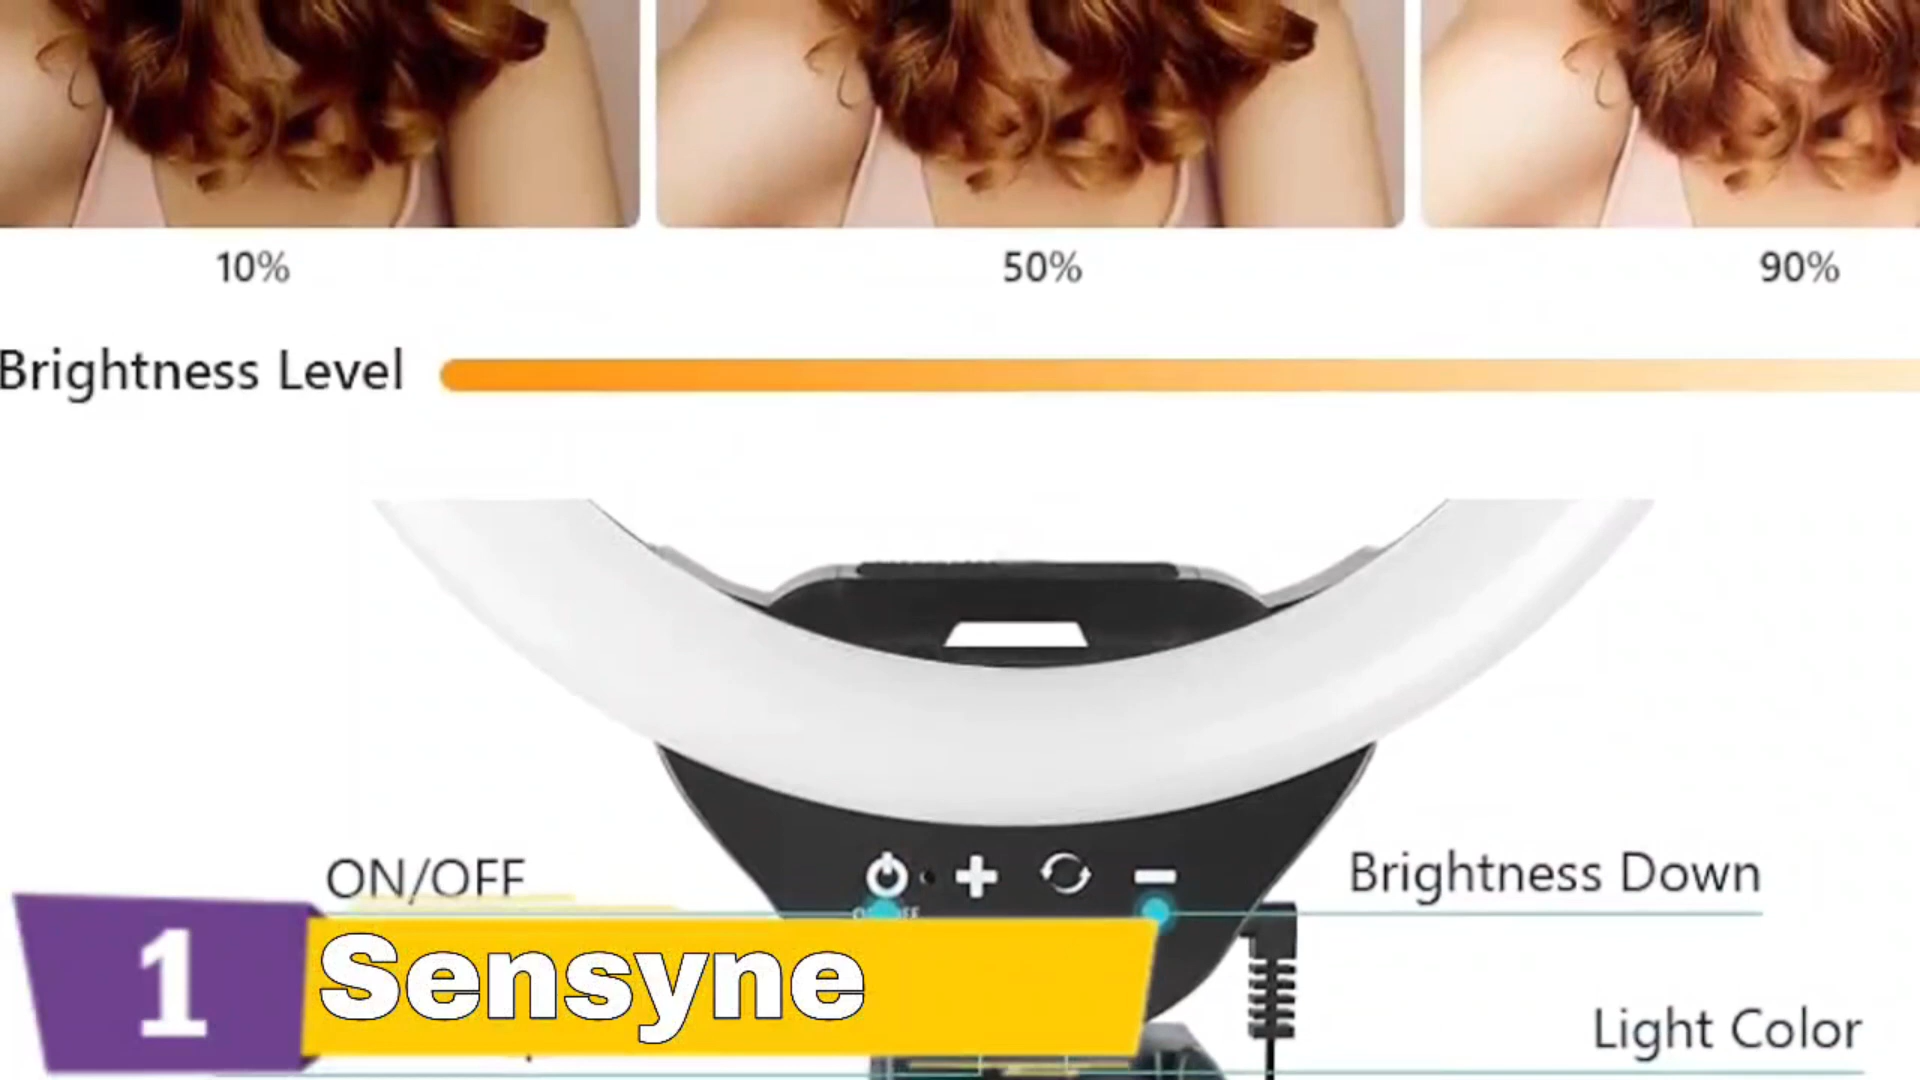 10%
50%
90%
Brightness Level
ON/OFF
Brightness Down
1
Sensyne
Light Color